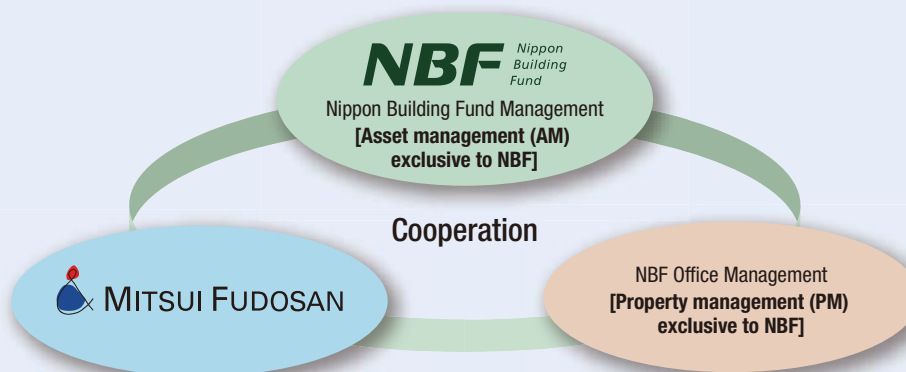 NBF Nippon
Building
Fund
Nippon Building Fund Management
[Asset management (AM)
exclusive to NBF]
Cooperation
MITSUI FUDOSAN
NBF Office Management
[Property management (PM)
exclusive to NBF]